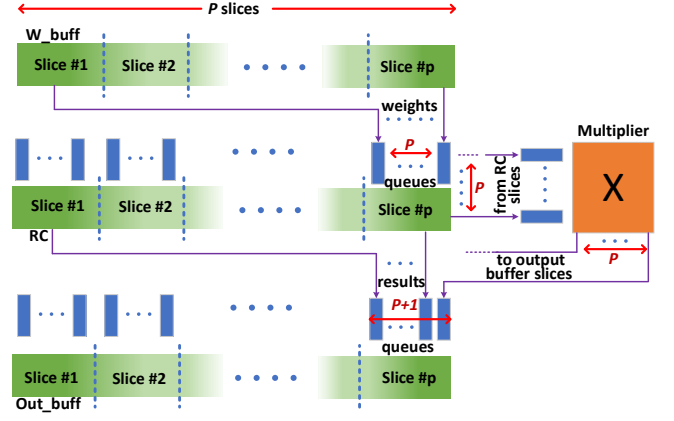 P slices
W_buff
Slice #1
Slice #2
Slice #p
weights
P
queues
P
from RC
slices
Multiplier
X
Slice #1
Slice #2
Slice #p
RC
results
to output
buffer slices
P
P+1
queues
Slice #1
Slice #2
Slice #p
Out_buff